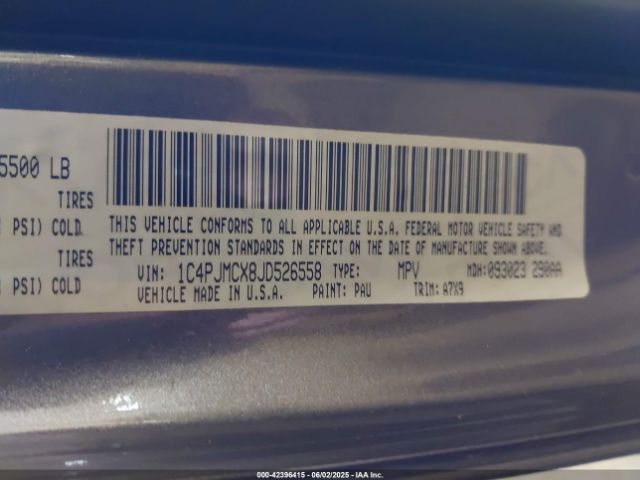 5500 LB
TIRES
PSI) COLD
TIRES
PSI) COLD
THIS VEHICLE CONFORMS TO ALL APPLICABLE U.S.A. FEDERAL MOTOR VEHICLE SAFETY AND
THEFT PREVENTION STANDARDS IN EFFECT ON THE DATE OF MANUFACTURE SHOWN ABOVE.
VIN: 1C4PJMCX8JD526558 TYPE: MPV MDH:093023 290AA
VEHICLE MADE IN U.S.A. PAINT: PAU TRIM: A7X9
000-42396415 - 06/02/2025 - IAA Inc.